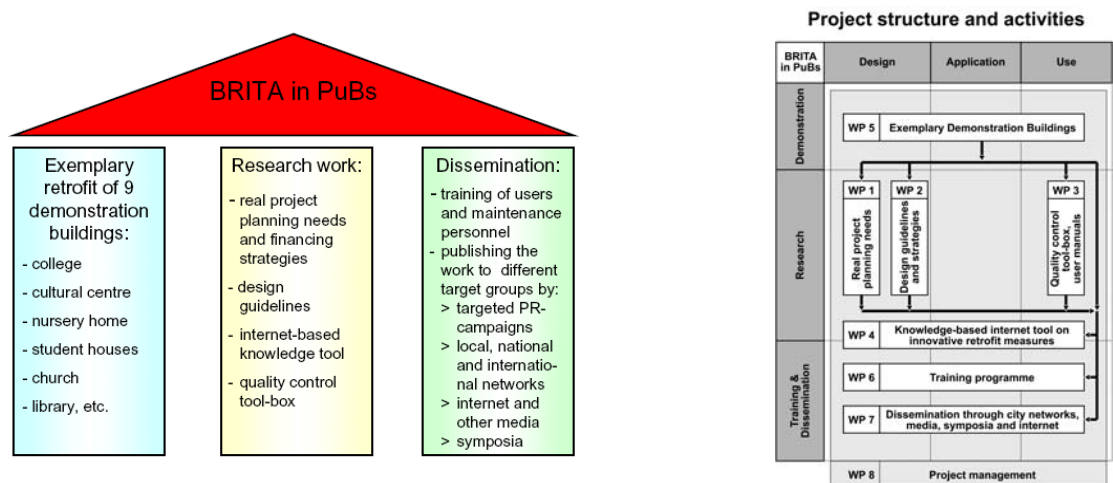 BRITA in PuBs
Exemplary
retrofit of 9
demonstration
buildings:
- college
- cultural centre
- nursery home
- student houses
- church
- library, etc.
Research work:
- real project
planning needs
and financing
strategies
- design
guidelines
- internet-based
knowledge tool
- quality control
tool-box
Dissemination:
- training of users
and maintenance
personnel
- publishing the
work to different
target groups by:
> targeted PR-
campaigns
> local, national
and internatio-
nal networks
> internet and
other media
> symposia
Project structure and activities
BRITA
in PuBs
Design
Application
Use
Demonstration
WP 5 Exemplary Demonstration Buildings
Research
WP 1
Real project
planning needs
WP 2
Design guidelines
and strategies
WP 3
Quality control
tool-box,
user manuals
WP 4 Knowledge-based internet tool on
innovative retrofit measures
Training &
Dissemination
WP 6 Training programme
WP 7 Dissemination through city networks,
media, symposia and internet
WP 8 Project management